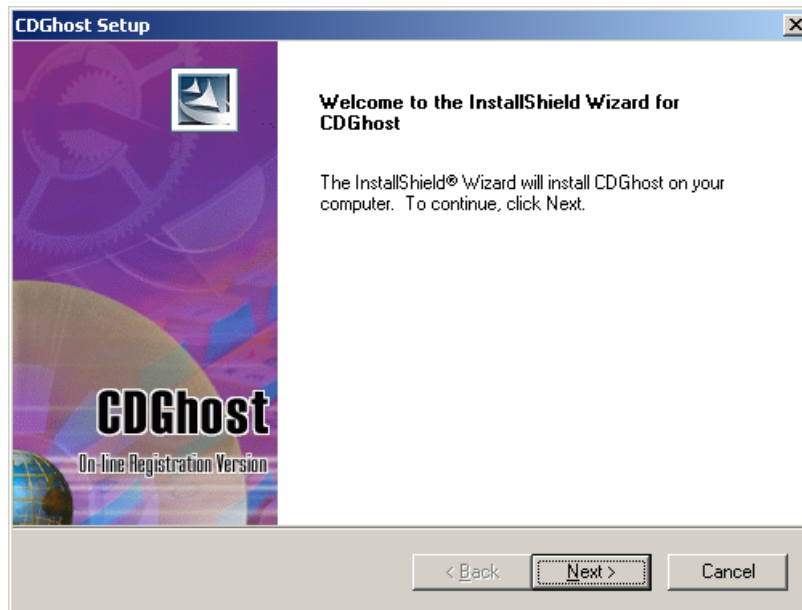 CDGhost Setup
Welcome to the InstallShield Wizard for
CDGhost
The InstallShield® Wizard will install CDGhost on your
computer.  To continue, click Next.
CDGhost
On-line Registration Version
< Back
Next >
Cancel